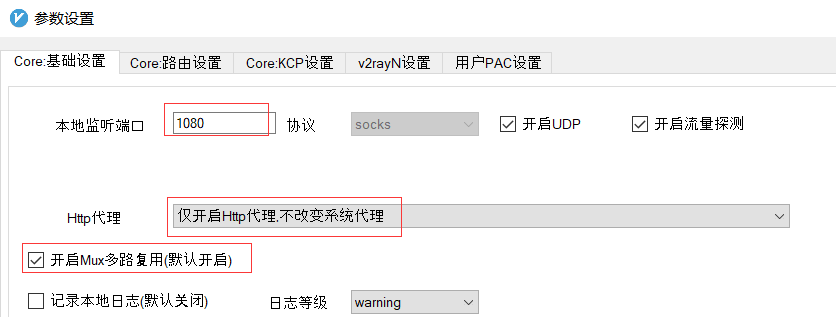 参数设置
Core:基础设置 Core:路由设置 Core:KCP设置 v2rayN设置 用户PAC设置
本地监听端口 1080 协议 socks 开启UDP 开启流量探测
Http代理 仅开启Http代理,不改变系统代理
开启Mux多路复用(默认开启)
记录本地日志(默认关闭) 日志等级 warning